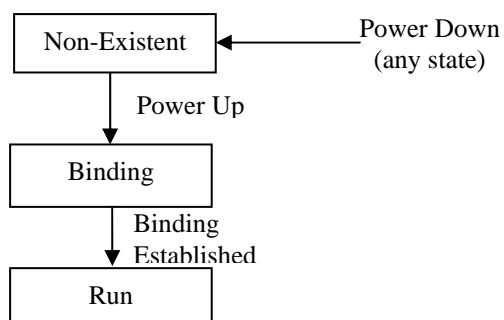 Non-Existent
Power Down
(any state)
Power Up
Binding
Binding
Established
Run